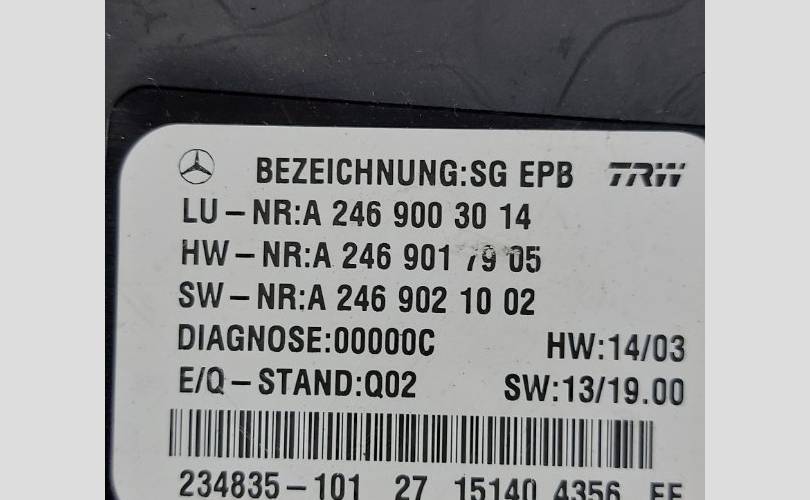 BEZEICHNUNG:SG EPB TRW
LU-NR:A 246 900 30 14
HW-NR:A 246 901 79 05
SW-NR:A 246 902 10 02
DIAGNOSE:00000C HW:14/03
E/Q-STAND:Q02 SW:13/19.00
234835-101 27 15140 4356